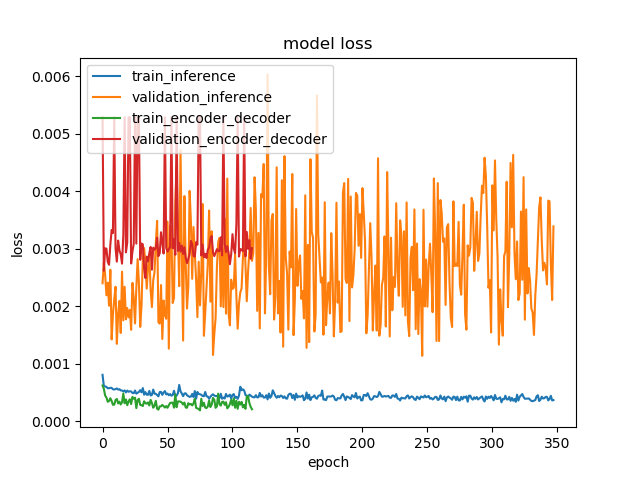 model loss
train_inference
validation_inference
train_encoder_decoder
validation_encoder_decoder
0.006
0.005
0.004
0.003
0.002
0.001
0.000
loss
0 50 100 150 200 250 300 350
epoch